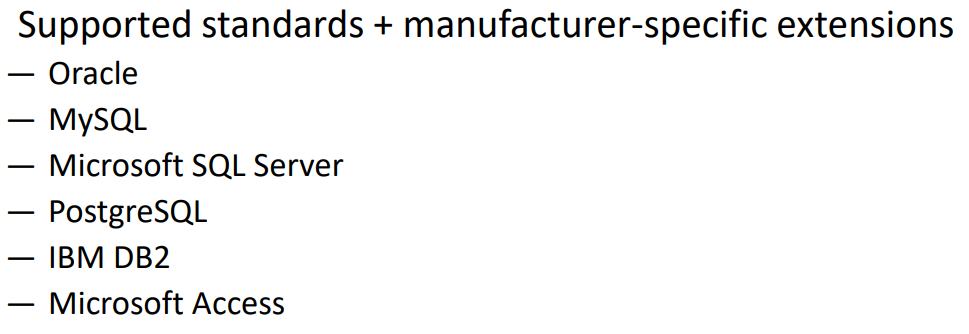 Supported standards + manufacturer-specific extensions
— Oracle
— MySQL
— Microsoft SQL Server
— PostgreSQL
— IBM DB2
— Microsoft Access